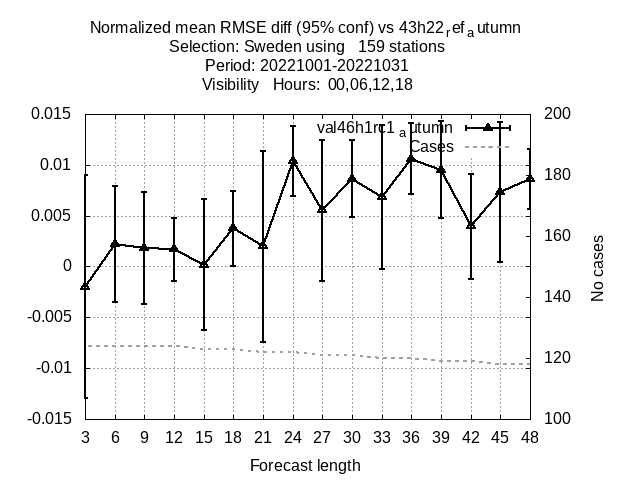 Normalized mean RMSE diff (95% conf) vs 43h22refautumn
Selection: Sweden using   159 stations
Period: 20221001-20221031
Visibility   Hours:  00,06,12,18
0.015
0.01
0.005
0
-0.005
-0.01
-0.015
200
180
160
140
120
100
val46h1rc1autumn
Cases
No cases
3 6 9 12 15 18 21 24 27 30 33 36 39 42 45 48
Forecast length